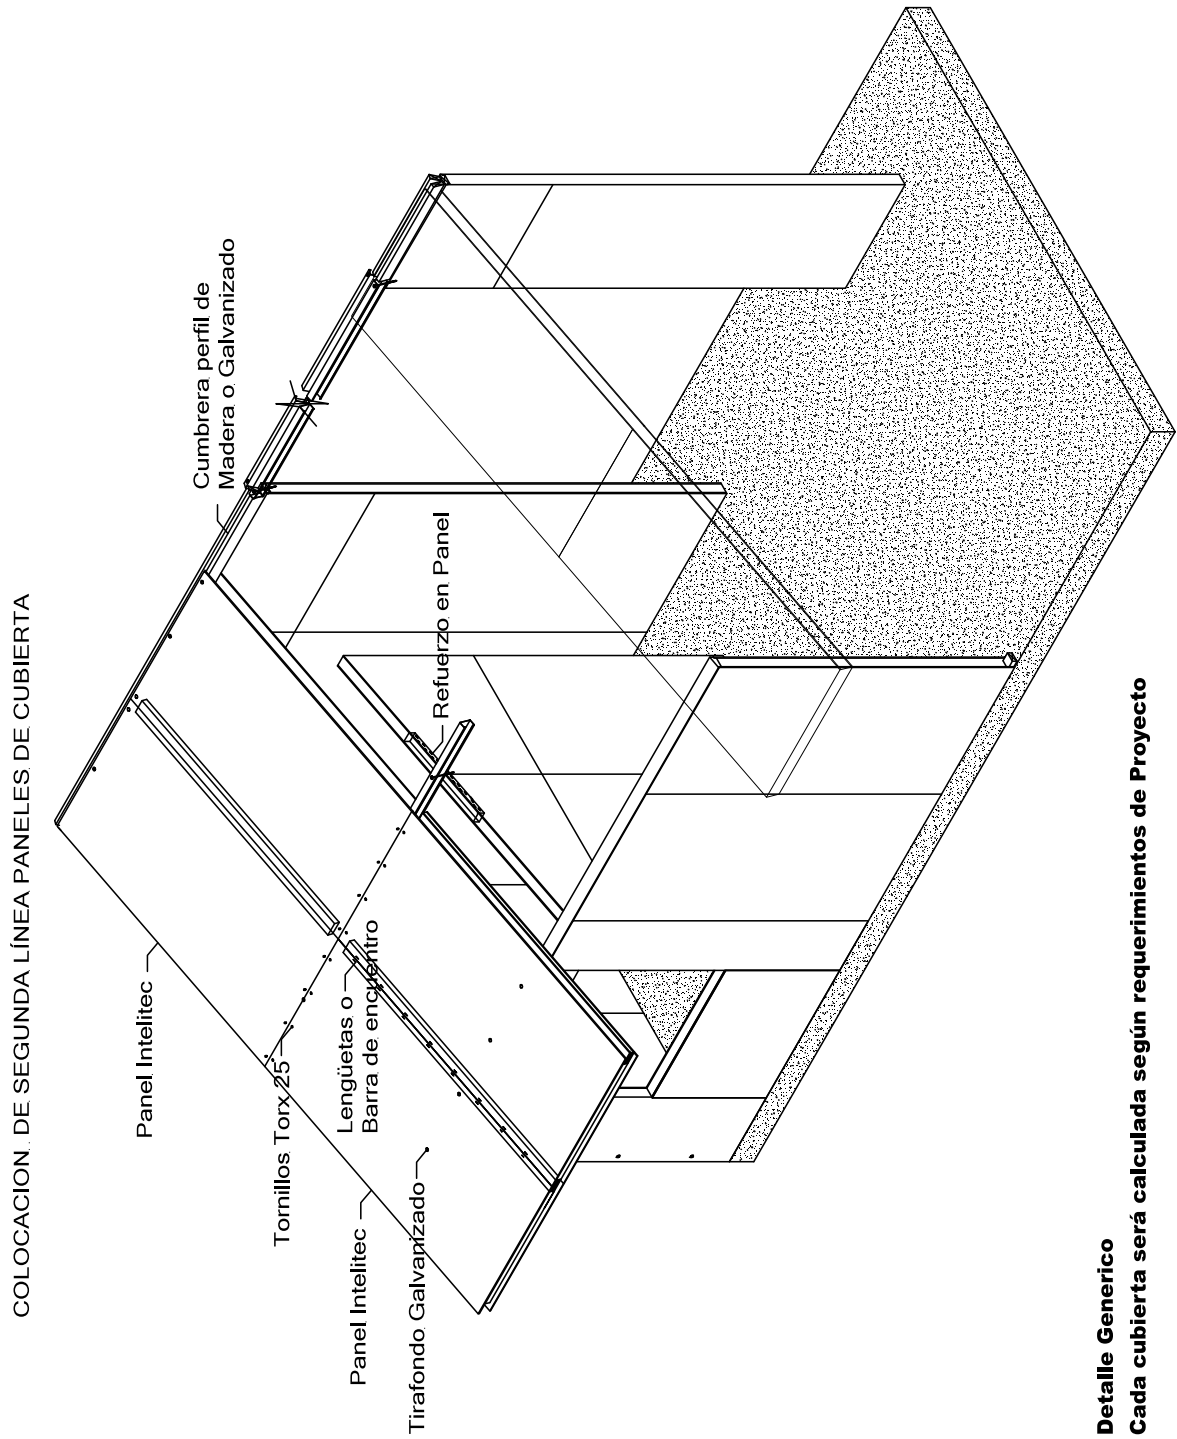 COLOCACION DE SEGUNDA LÍNEA PANELES DE CUBIERTA
Panel Intelitec
Cumbrera perfil de
Madera o Galvanizado
Tornillos Torx 25
Lengüetas o
Barra de encuentro
Refuerzo en Panel
Panel Intelitec
Tirafondo Galvanizado
Detalle Generico
Cada cubierta será calculada según requerimientos de Proyecto